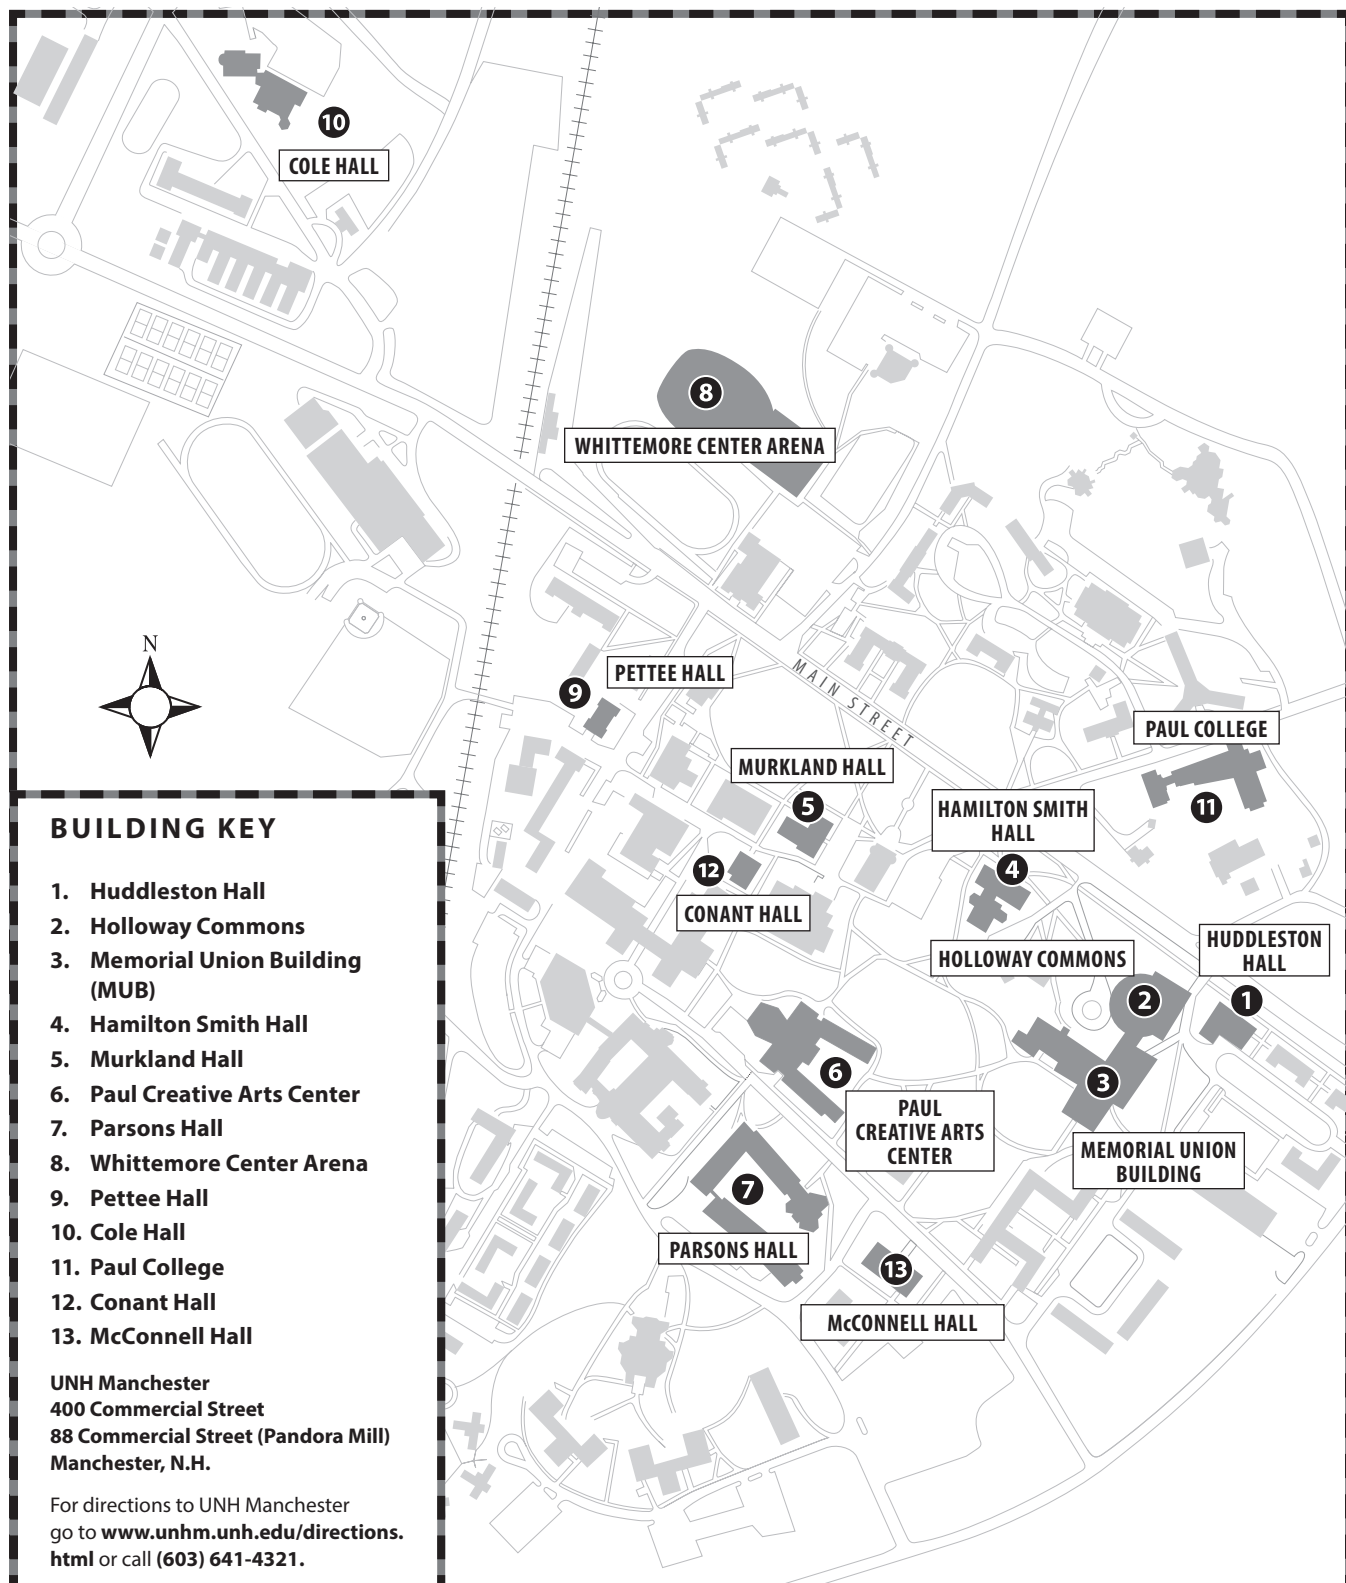 10
COLE HALL
8
WHITTEMORE CENTER ARENA
N
PETTEE HALL
9
MAIN STREET
PAUL COLLEGE
11
MURKLAND HALL
5
HAMILTON SMITH
HALL
4
12
CONANT HALL
HUDDLESTON
HALL
1
HOLLOWAY COMMONS
2
3
MEMORIAL UNION
BUILDING
6
PAUL
CREATIVE ARTS
CENTER
7
PARSONS HALL
13
McCONNELL HALL
BUILDING KEY
1. Huddleston Hall
2. Holloway Commons
3. Memorial Union Building
(MUB)
4. Hamilton Smith Hall
5. Murkland Hall
6. Paul Creative Arts Center
7. Parsons Hall
8. Whittemore Center Arena
9. Pettee Hall
10. Cole Hall
11. Paul College
12. Conant Hall
13. McConnell Hall
UNH Manchester
400 Commercial Street
88 Commercial Street (Pandora Mill)
Manchester, N.H.
For directions to UNH Manchester
go to www.unhm.unh.edu/directions.
html or call (603) 641-4321.